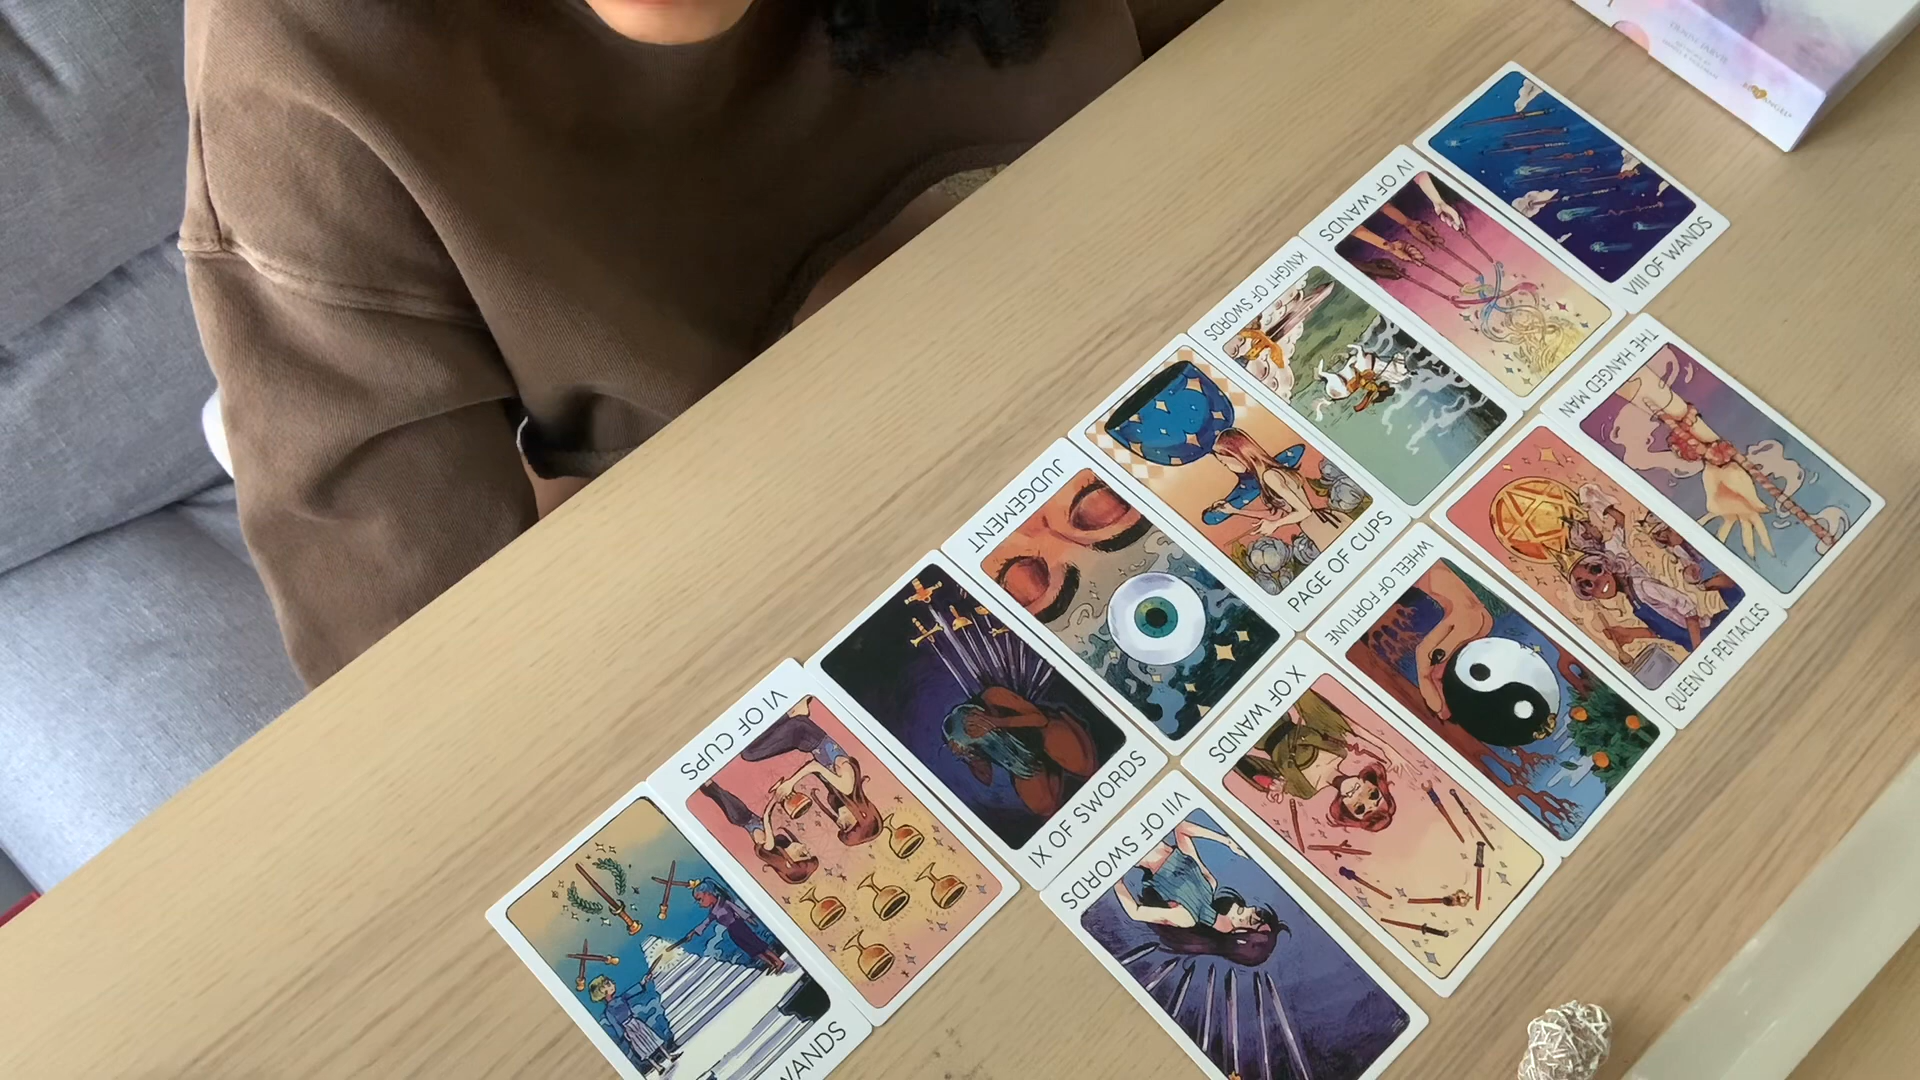 VIII OF WANDS
IV OF WANDS
KNIGHT OF SWORDS
PAGE OF CUPS
JUDGEMENT
IX OF SWORDS
VI OF CUPS
WANDS
THE HANGED MAN
QUEEN OF PENTACLES
WHEEL OF FORTUNE
X OF WANDS
VII OF SWORDS